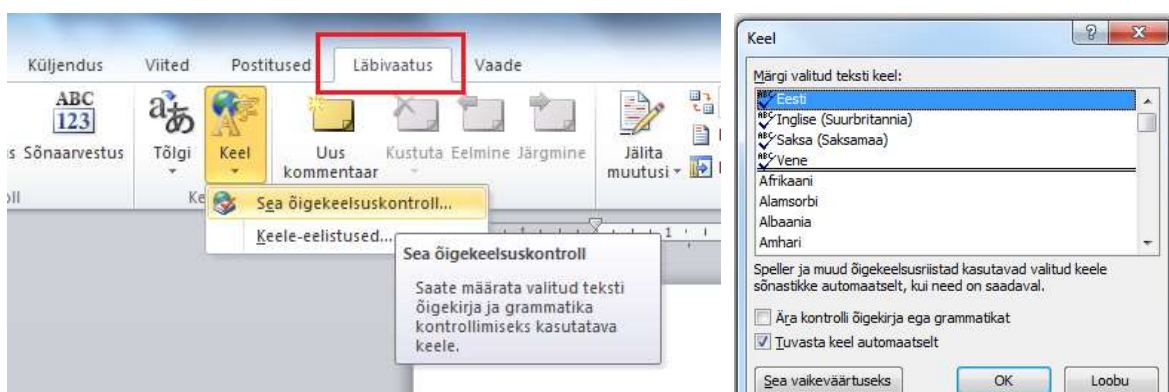 Küljendus Viited Postitused Läbivaatus Vaade
ABC
123
Sõnaarvestus
Tõlgi
Keel
Uus
kommentaar
Kustuta Eelmine Järgmine
Jälita
muutusi
Sea õigekeelsuskontroll...
Keele-eelistused...
1
Sea õigekeelsuskontroll
Saate määrata valitud teksti
õigekirja ja grammatika
kontrollimiseks kasutatava
keele.
Keel
Märgi valitud teksti keel:
Eesti
Inglise (Suurbritannia)
Saksa (Saksamaa)
Vene
Afrikaani
Alamsorbi
Albaania
Amhari
Speller ja muud õigekeelsusriistad kasutavad valitud keele
sõnastikke automaatselt, kui need on saadaval.
Ära kontrolli õigekirja ega grammatikat
Tuvasta keel automaatselt
Sea vaikeväärtuseks OK Loobu